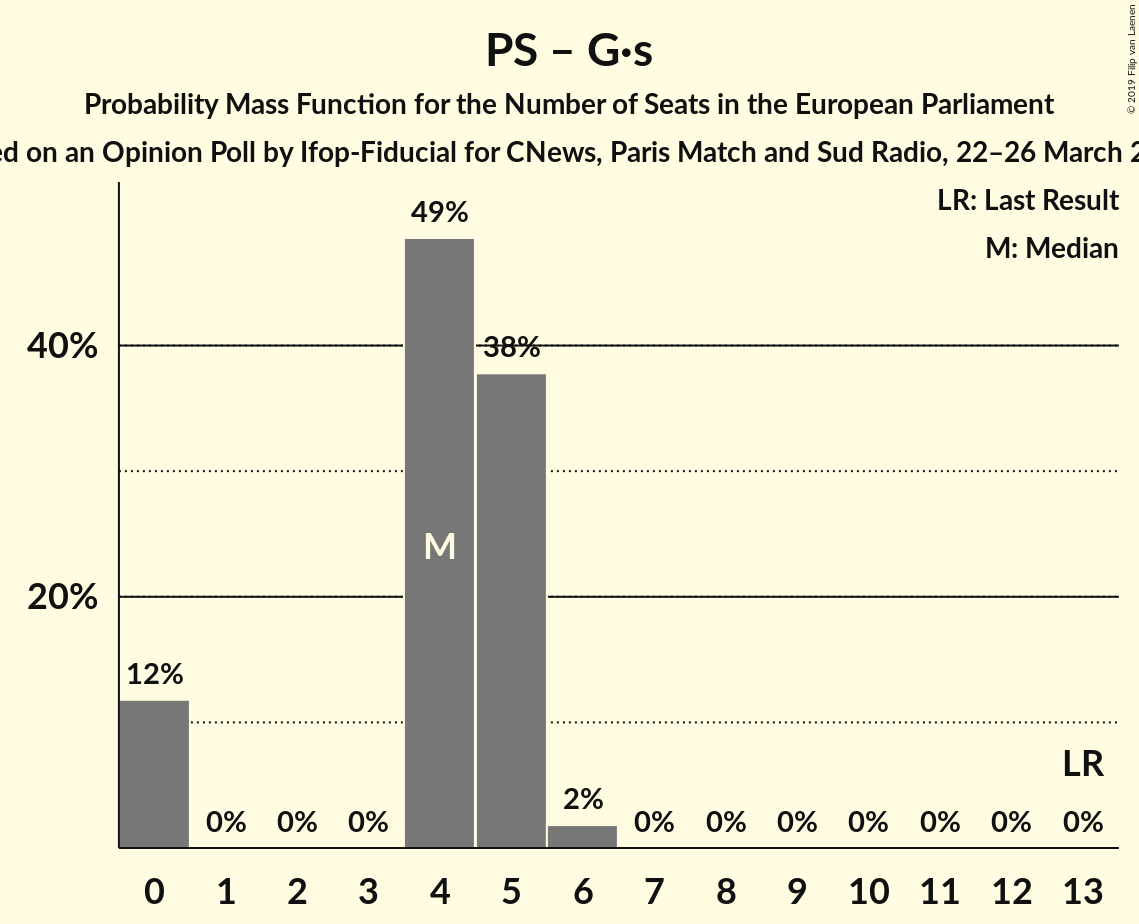 PS – G•s
Probability Mass Function for the Number of Seats in the European Parliament
on an Opinion Poll by Ifop-Fiducial for CNews, Paris Match and Sud Radio, 22–26 March
© 2019 Filip van Laenen
LR: Last Result
M: Median
49%
40%
38%
M
20%
12%
LR
2%
0% 0% 0% 0% 0% 0% 0% 0% 0% 0%
0 1 2 3 4 5 6 7 8 9 10 11 12 13